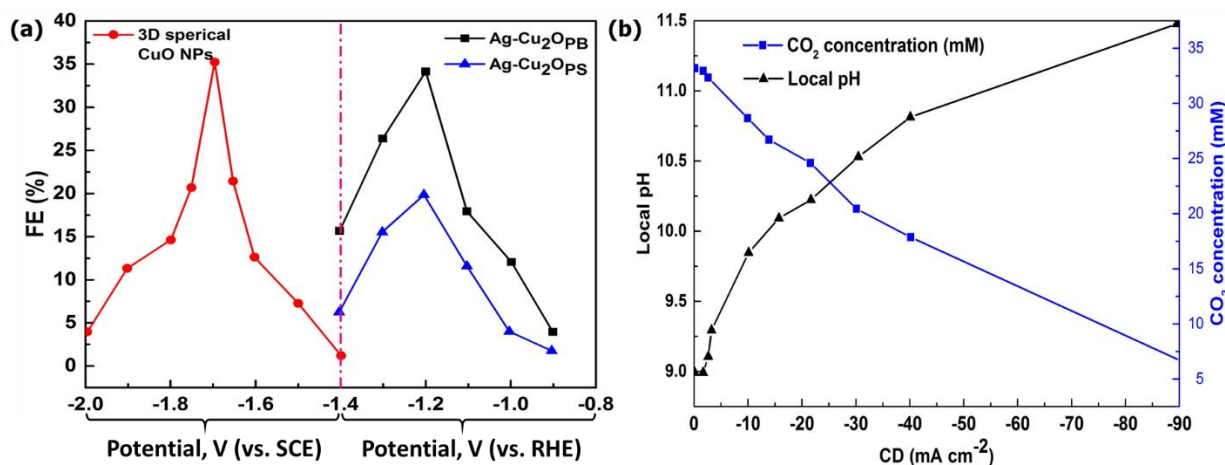 (a)
3D sperical
CuO NPs
Ag-Cu2OPB
Ag-Cu2OPS
FE (%)
40
35
30
25
20
15
10
5
0
-2.0 -1.8 -1.6 -1.4 -1.2 -1.0 -0.8
Potential, V (vs. SCE) Potential, V (vs. RHE)
(b)
CO2 concentration (mM)
Local pH
Local pH
11.5
11.0
10.5
10.0
9.5
9.0
35
30
25
20
15
10
5
CO2 concentration (mM)
0 -10 -20 -30 -40 -50 -60 -70 -80 -90
CD (mA cm-2)